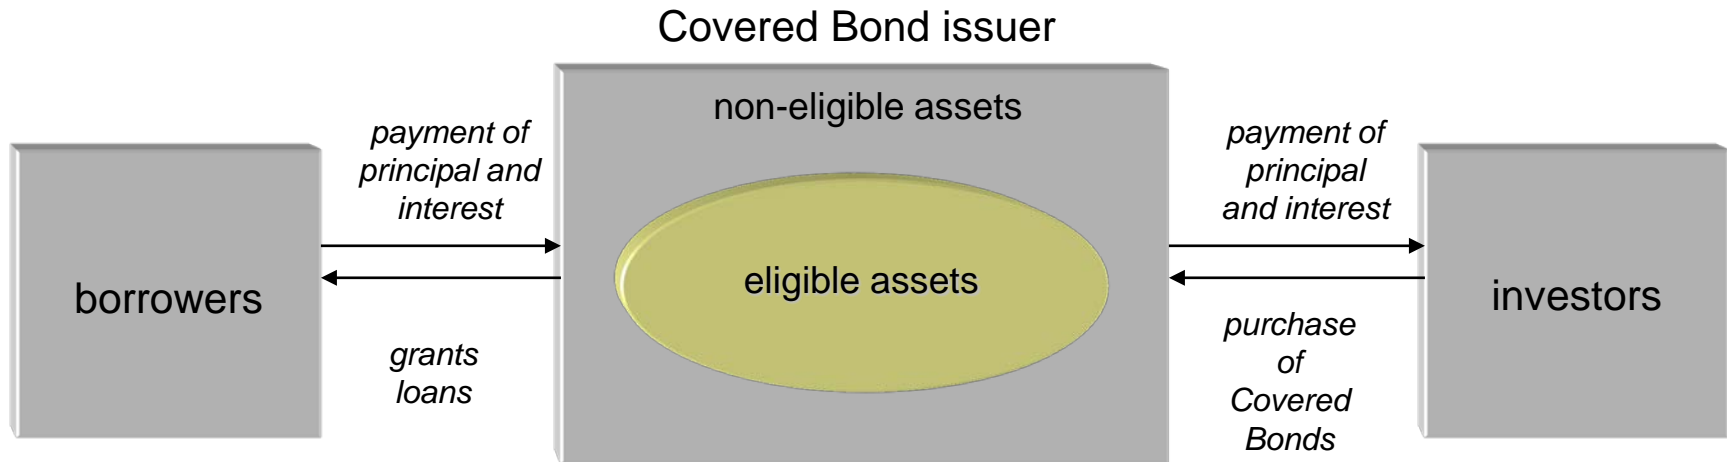 Covered Bond issuer
borrowers
payment of
principal and
interest
grants
loans
non-eligible assets
eligible assets
payment of
principal
and interest
purchase
of
Covered
Bonds
investors